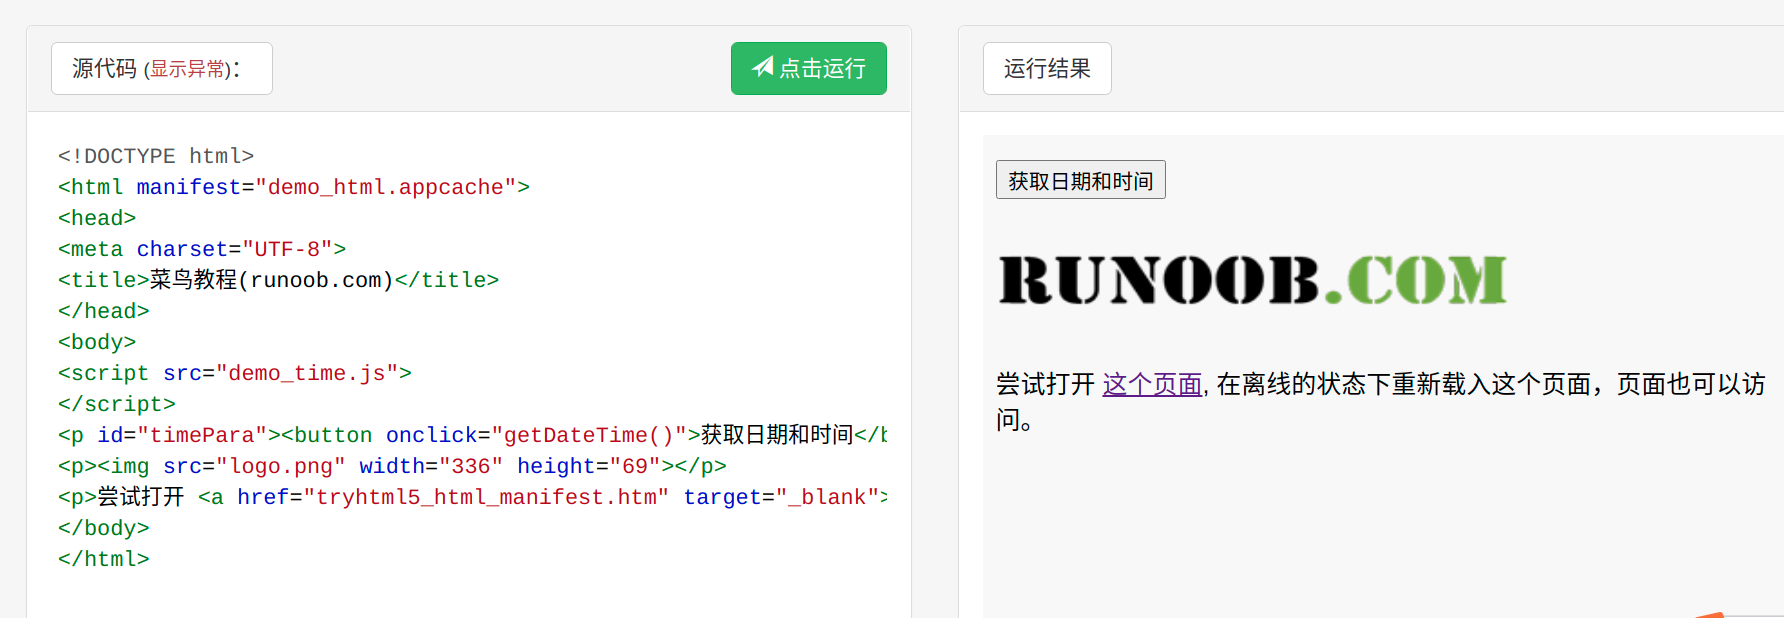 源代码 (显示异常)：
点击运行
<!DOCTYPE html>
<html manifest="demo_html.appcache">
<head>
<meta charset="UTF-8">
<title>菜鸟教程(runoob.com)</title>
</head>
<body>
<script src="demo_time.js">
</script>
<p id="timePara"><button onclick="getDateTime()">获取日期和时间</b
<p><img src="logo.png" width="336" height="69"></p>
<p>尝试打开 <a href="tryhtml5_html_manifest.htm" target="_blank">
</body>
</html>
运行结果
获取日期和时间
RUNOOB.COM
尝试打开 这个页面, 在离线的状态下重新载入这个页面，页面也可以访
问。